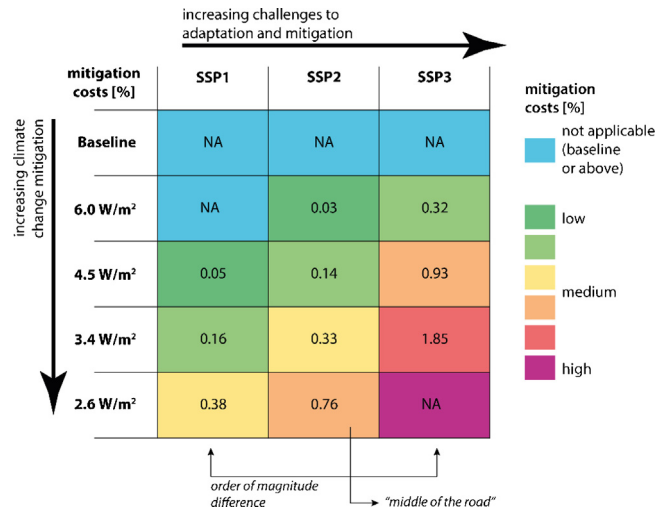 increasing challenges to
adaptation and mitigation
mitigation
costs [%]
SSP1
SSP2
SSP3
increasing climate
change mitigation
Baseline
NA
NA
NA
6.0 W/m²
NA
0.03
0.32
4.5 W/m²
0.05
0.14
0.93
3.4 W/m²
0.16
0.33
1.85
2.6 W/m²
0.38
0.76
NA
order of magnitude
difference
"middle of the road"
mitigation
costs [%]
not applicable
(baseline
or above)
low
medium
high